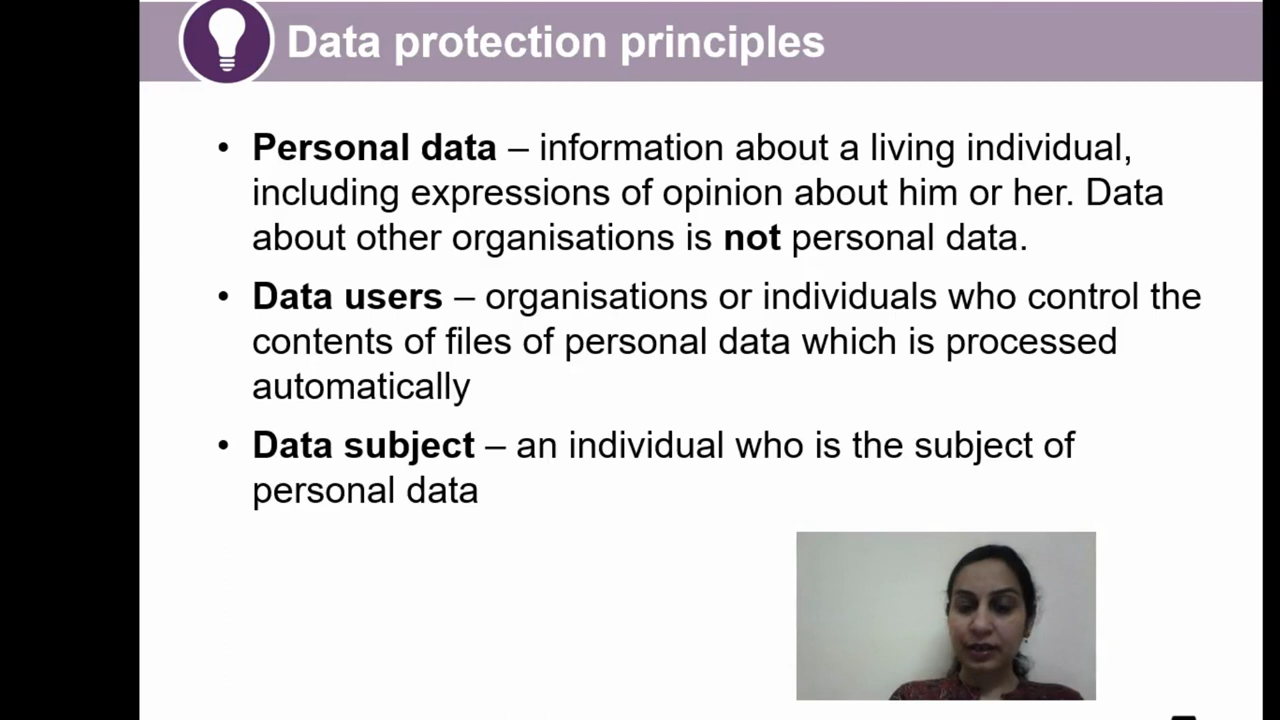 Data protection principles
• Personal data – information about a living individual,
including expressions of opinion about him or her. Data
about other organisations is not personal data.
• Data users – organisations or individuals who control the
contents of files of personal data which is processed
automatically
• Data subject – an individual who is the subject of
personal data